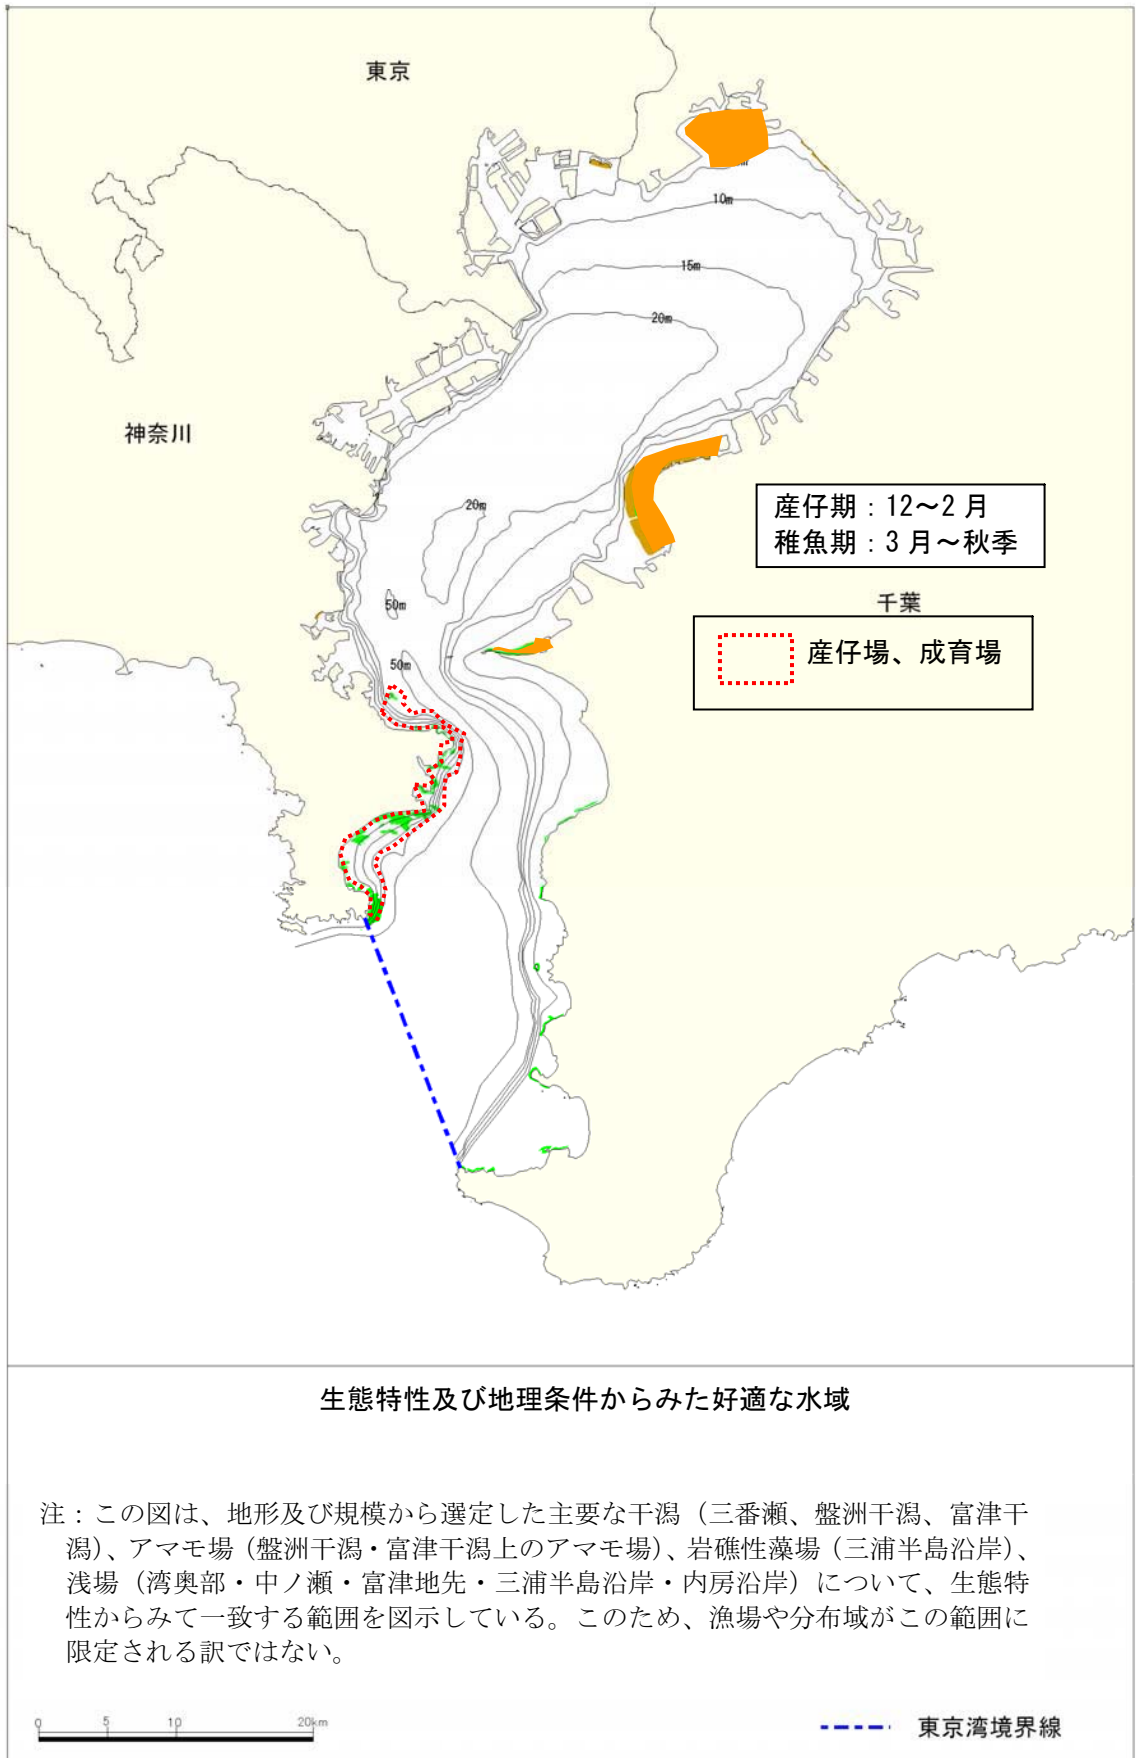 東京
10m
15m
20m
神奈川
20m
産仔期：12～2 月
稚魚期：3 月～秋季
千葉
50m
50m
産仔場、成育場
生態特性及び地理条件からみた好適な水域
注：この図は、地形及び規模から選定した主要な干潟（三番瀬、盤洲干潟、富津干
潟）、アマモ場（盤洲干潟・富津干潟上のアマモ場）、岩礁性藻場（三浦半島沿岸）、
浅場（湾奥部・中ノ瀬・富津地先・三浦半島沿岸・内房沿岸）について、生態特
性からみて一致する範囲を図示している。このため、漁場や分布域がこの範囲に
限定される訳ではない。
0 5 10 20km
東京湾境界線